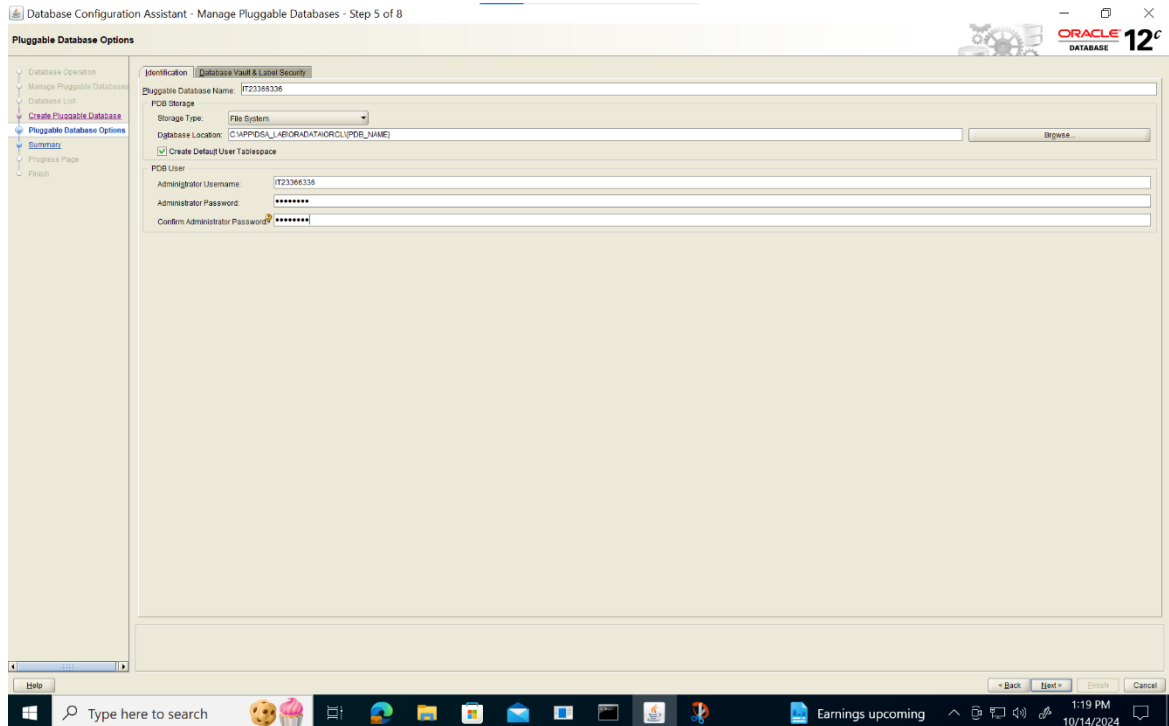 Database Configuration Assistant - Manage Pluggable Databases - Step 5 of 8
Pluggable Database Options
ORACLE 12c
DATABASE
Database Operation
Manage Pluggable Databases
Database List
Create Pluggable Database
Pluggable Database Options
Summary
Progress Page
Finish
Identification Database Vault & Label Security
Pluggable Database Name: IT23366336
PDB Storage
Storage Type: File System
Database Location: C:\APP\DSA_LAB\ORADATA\ORCL\{PDB_NAME} Browse...
Create Default User Tablespace
PDB User
Administrator Username: IT23366336
Administrator Password: ••••••••
Confirm Administrator Password: ••••••••
Help < Back Next > Finish Cancel
Type here to search Earnings upcoming 1:19 PM
10/14/2024